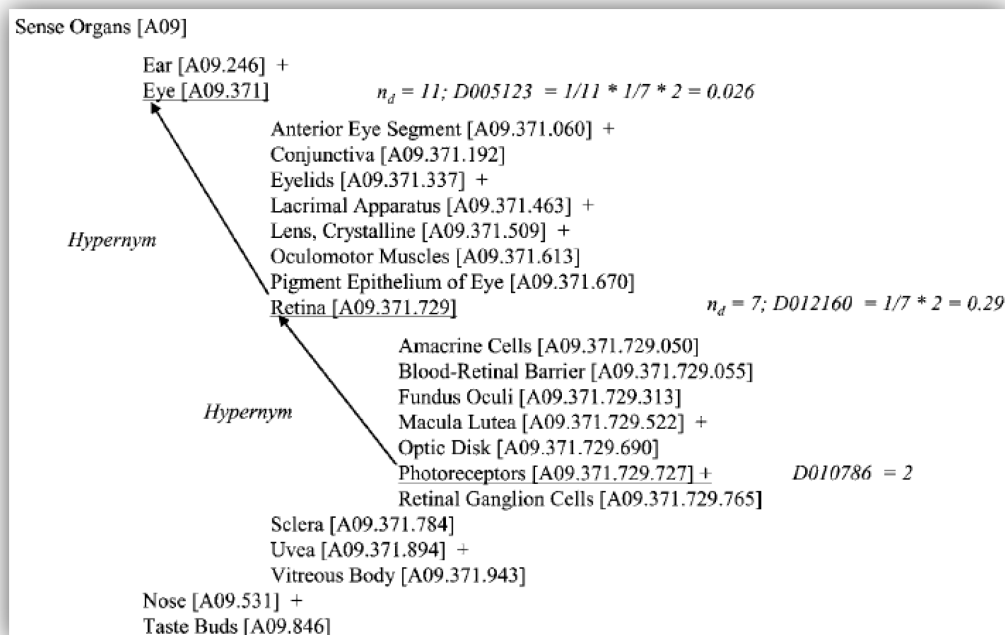 Sense Organs [A09]
Ear [A09.246] +
Eye [A09.371] n_d = 11; D005123 = 1/11 * 1/7 * 2 = 0.026
Anterior Eye Segment [A09.371.060] +
Conjunctiva [A09.371.192]
Eyelids [A09.371.337] +
Lacrimal Apparatus [A09.371.463] +
Hypernym Lens, Crystalline [A09.371.509] +
Oculomotor Muscles [A09.371.613]
Pigment Epithelium of Eye [A09.371.670]
Retina [A09.371.729] n_d = 7; D012160 = 1/7 * 2 = 0.29
Amacrine Cells [A09.371.729.050]
Blood-Retinal Barrier [A09.371.729.055]
Fundus Oculi [A09.371.729.313]
Hypernym Macula Lutea [A09.371.729.522] +
Optic Disk [A09.371.729.690]
Photoreceptors [A09.371.729.727] + D010786 = 2
Retinal Ganglion Cells [A09.371.729.765]
Sclera [A09.371.784]
Uvea [A09.371.894] +
Vitreous Body [A09.371.943]
Nose [A09.531] +
Taste Buds [A09.846]